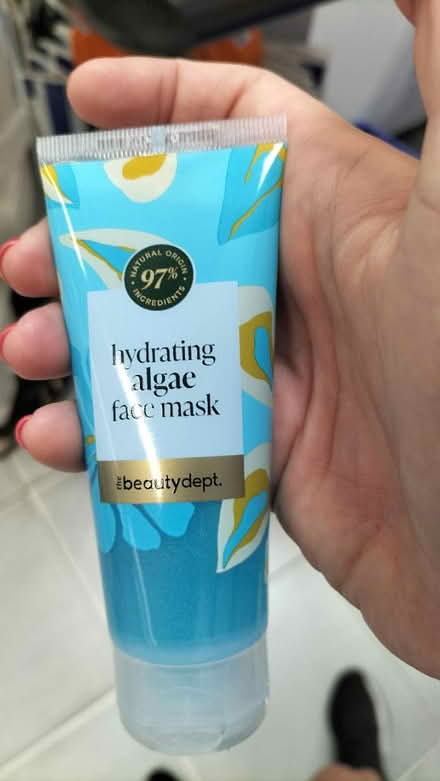 NATURAL ORIGIN
97%
INGREDIENTS
hydrating
algae
face mask
the beautydept.